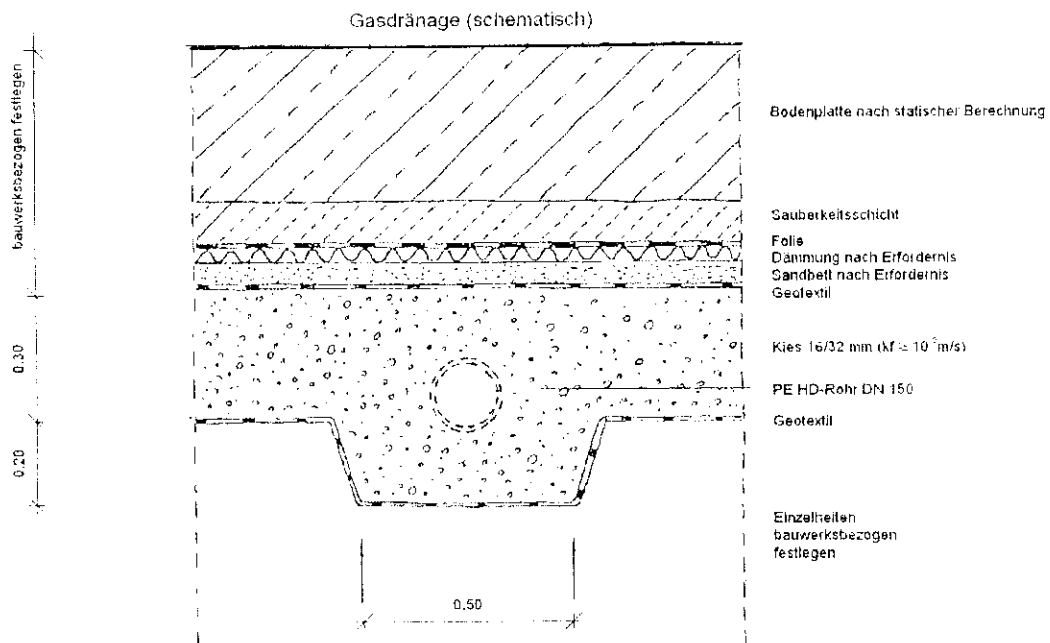 Gasdränage (schematisch)
bauwerksbezogen festlegen
0,30
0,20
Bodenplatte nach statischer Berechnung
Sauberkeitsschicht
Folie
Dämmung nach Erfordernis
Sandbett nach Erfordernis
Geotextil
Kies 16/32 mm (kf
m/s)
PE HD-Rohr DN 150
Geotextil
Einzelheiten
bauwerksbezogen
festlegen
0,50